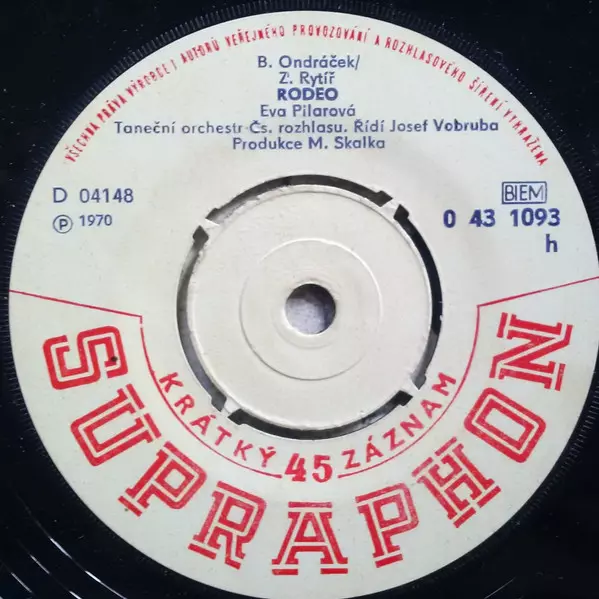 VŠECHNA PRÁVA VÝROBCE I AUTORŮ VEŘEJNÉHO PROVOZOVÁNÍ A ROZHLASOVÉHO ŠÍŘENÍ VYHRAŽENA
B. Ondráček/
Z. Rytíř
RODEO
Eva Pilarová
Taneční orchestr Čs. rozhlasu. Řídí Josef Vobruba
Produkce M. Skalka
D 04148
BIEM
Ⓟ 1970
0 43 1093
h
KRÁTKÝ 45 ZÁZNAM
SUPRAPHON